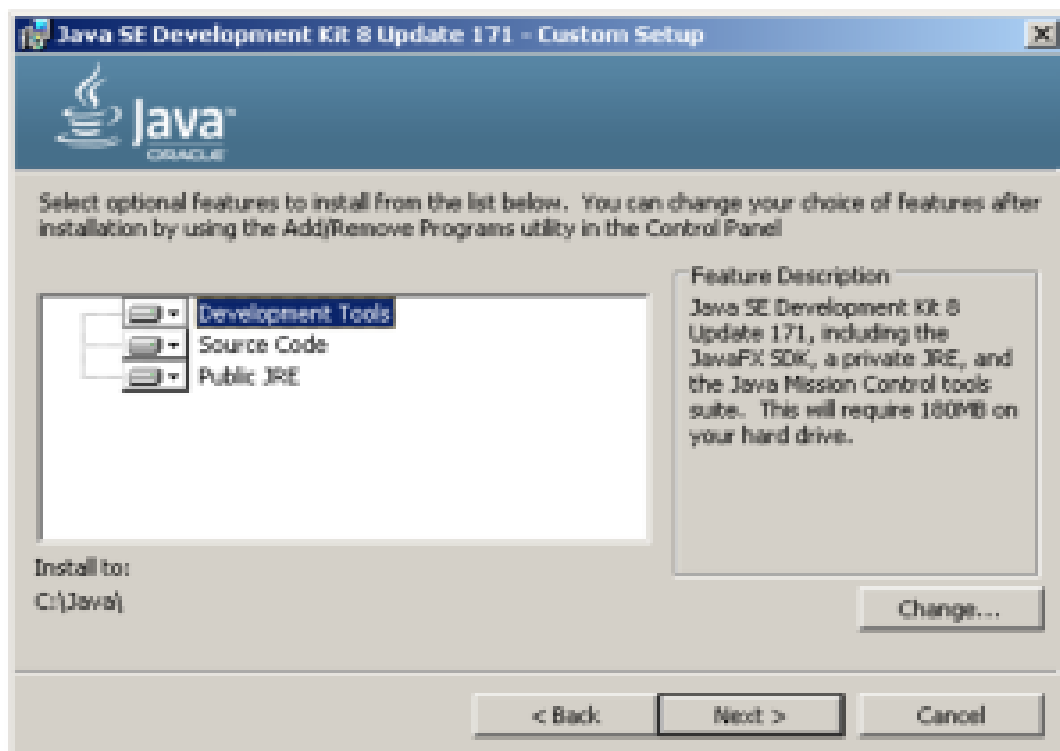 Java SE Development Kit 8 Update 171 - Custom Setup
Java™
ORACLE
Select optional features to install from the list below.  You can change your choice of features after
installation by using the Add/Remove Programs utility in the Control Panel
Development Tools
Source Code
Public JRE
Feature Description
Java SE Development Kit 8
Update 171, including the
JavaFX SDK, a private JRE, and
the Java Mission Control tools
suite.  This will require 180MB on
your hard drive.
Install to:
C:\Java\
Change...
< Back
Next >
Cancel